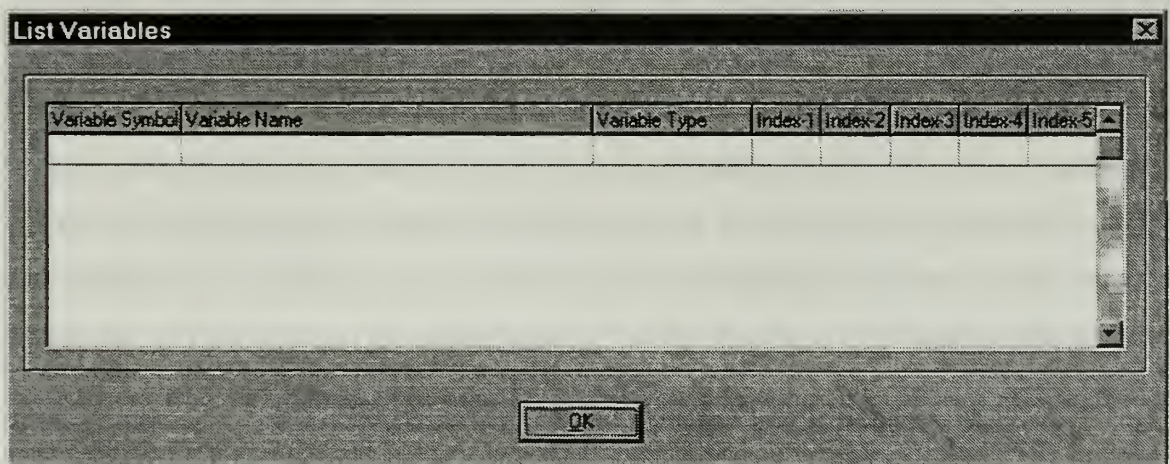 List Variables
Variable Symbol Variable Name Variable Type Index-1 Index-2 Index-3 Index-4 Index-5
OK